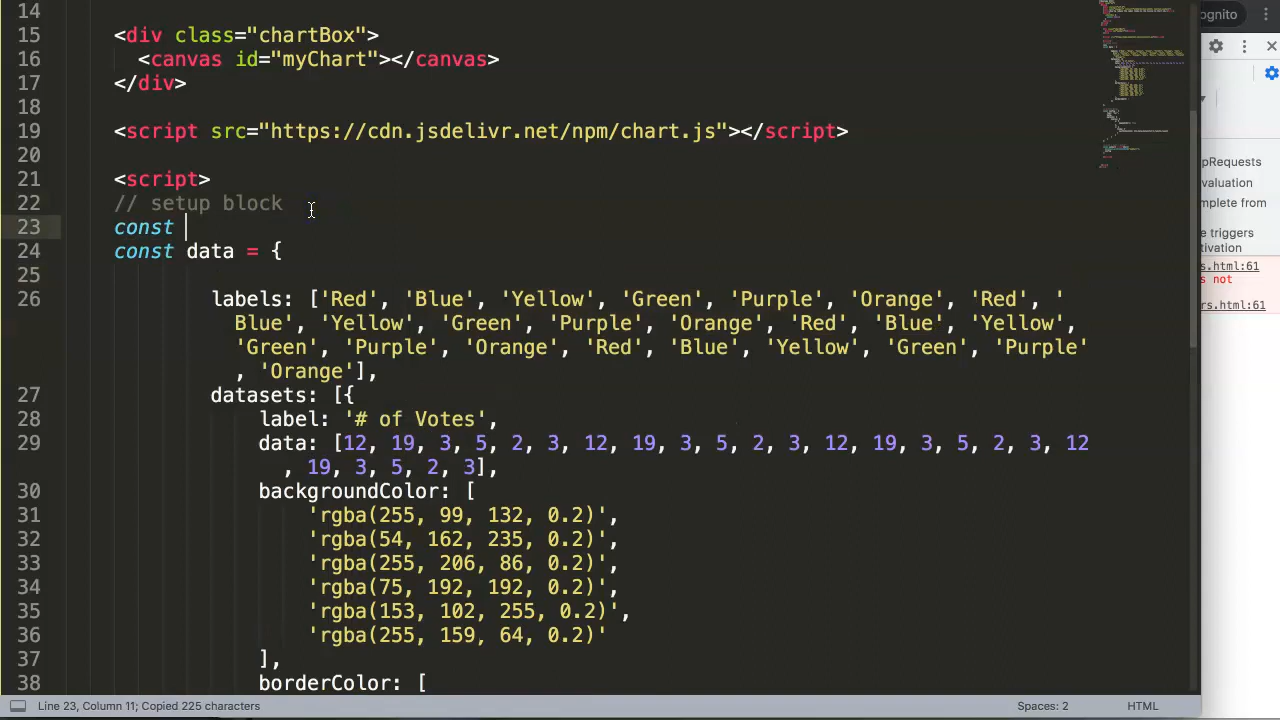 14
15 <div class="chartBox">
16 <canvas id="myChart"></canvas>
17 </div>
18
19 <script src="https://cdn.jsdelivr.net/npm/chart.js"></script>
20
21 <script>
22 // setup block
23 const
24 const data = {
25
26 labels: ['Red', 'Blue', 'Yellow', 'Green', 'Purple', 'Orange', 'Red', '
Blue', 'Yellow', 'Green', 'Purple', 'Orange', 'Red', 'Blue', 'Yellow',
'Green', 'Purple', 'Orange', 'Red', 'Blue', 'Yellow', 'Green', 'Purple'
, 'Orange'],
27 datasets: [{
28 label: '# of Votes',
29 data: [12, 19, 3, 5, 2, 3, 12, 19, 3, 5, 2, 3, 12, 19, 3, 5, 2, 3, 12
, 19, 3, 5, 2, 3],
30 backgroundColor: [
31 'rgba(255, 99, 132, 0.2)',
32 'rgba(54, 162, 235, 0.2)',
33 'rgba(255, 206, 86, 0.2)',
34 'rgba(75, 192, 192, 0.2)',
35 'rgba(153, 102, 255, 0.2)',
36 'rgba(255, 159, 64, 0.2)'
37 ],
38 borderColor: [
Line 23, Column 11; Copied 225 characters
Spaces: 2
HTML
ognito
pRequests
valuation
mplete from
e triggers
tivation
rs.html:61
s not
rs.html:61